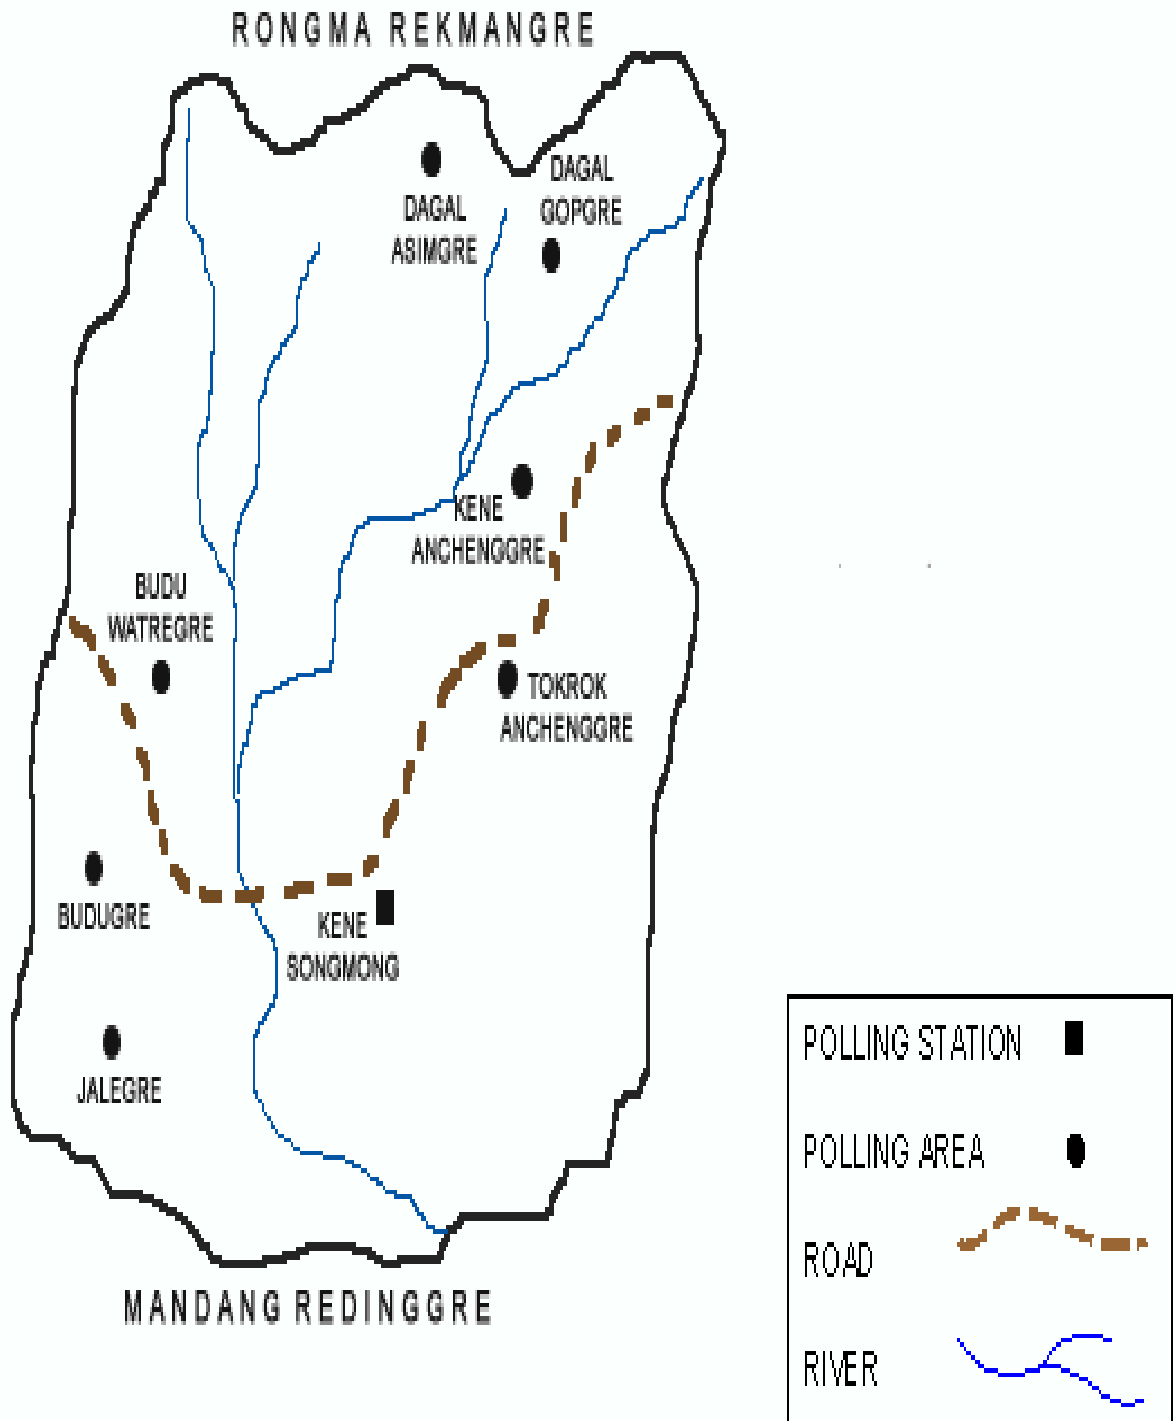 RONGMA REKMANGRE
DAGAL
GOPGRE
DAGAL
ASIMGRE
KENE
ANCHENGGRE
BUDU
WATREGRE
TOKROK
ANCHENGGRE
BUDUGRE
KENE
SONGMONG
JALEGRE
MANDANG REDINGGRE
POLLING STATION
POLLING AREA
ROAD
RIVER